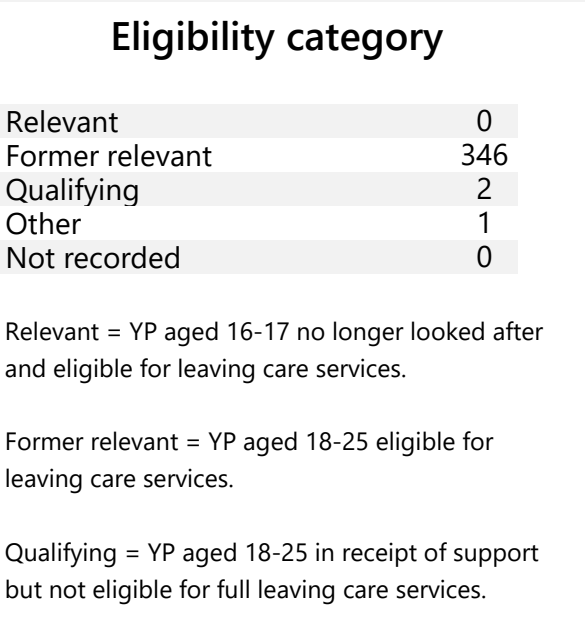 Eligibility category
Relevant 0
Former relevant 346
Qualifying 2
Other 1
Not recorded 0
Relevant = YP aged 16-17 no longer looked after
and eligible for leaving care services.
Former relevant = YP aged 18-25 eligible for
leaving care services.
Qualifying = YP aged 18-25 in receipt of support
but not eligible for full leaving care services.